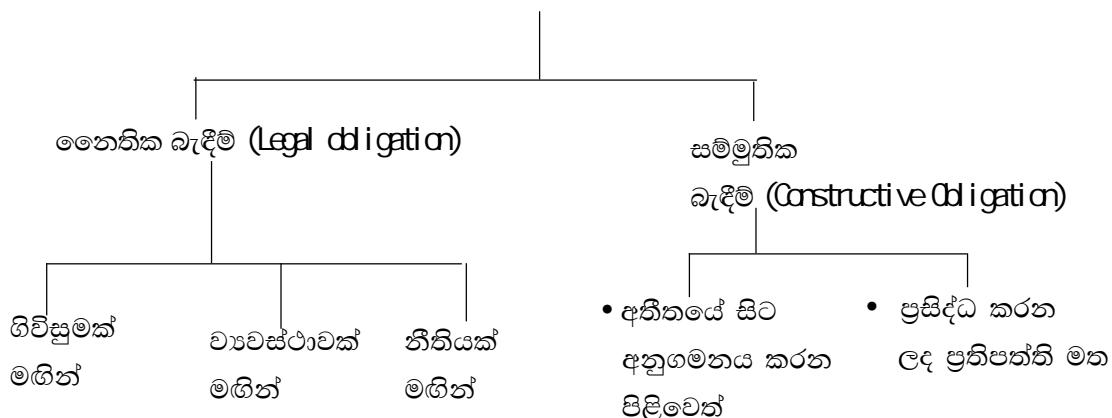 නෛතික බැඳීම් (Legal obligation)
සම්මුතික
බැඳීම් (Constructive Obligation)
ගිවිසුමක්
මඟින්
ව්‍යවස්ථාවක්
මඟින්
නීතියක්
මඟින්
• අතීතයේ සිට
අනුගමනය කරන
පිළිවෙත්
• ප්‍රසිද්ධ කරන
ලද ප්‍රතිපත්ති මත